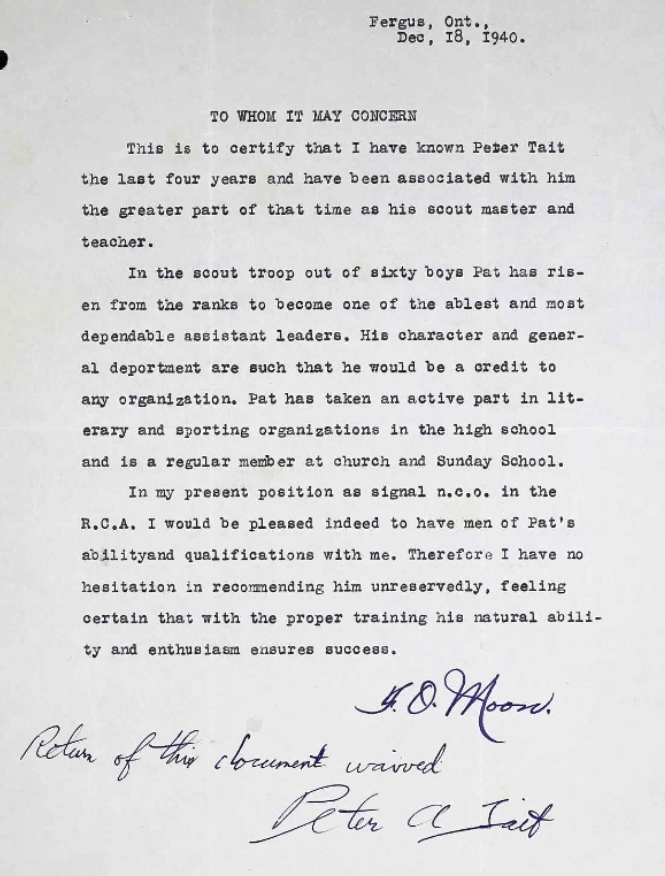 Fergus, Ont.,
Dec, I8, I940.
TO WHOM IT MAY CONCERN
This is to certify that I have known Peter Tait
the last four years and have been associated with him
the greater part of that time as his scout master and
teacher.
In the scout troop out of sixty boys Pat has ris-
en from the ranks to become one of the ablest and most
dependable assistant leaders. His character and gener-
al deportment are such that he would be a credit to
any organization. Pat has taken an active part in lit-
erary and sporting organizations in the high school
and is a regular member at church and Sunday School.
In my present position as signal n.c.o. in the
R.C.A. I would be pleased indeed to have men of Pat's
abilityand qualifications with me. Therefore I have no
hesitation in recommending him unreservedly, feeling
certain that with the proper training his natural abili-
ty and enthusiasm ensures success.
F. O. Moon.
Return of this document waived
Peter A Tait